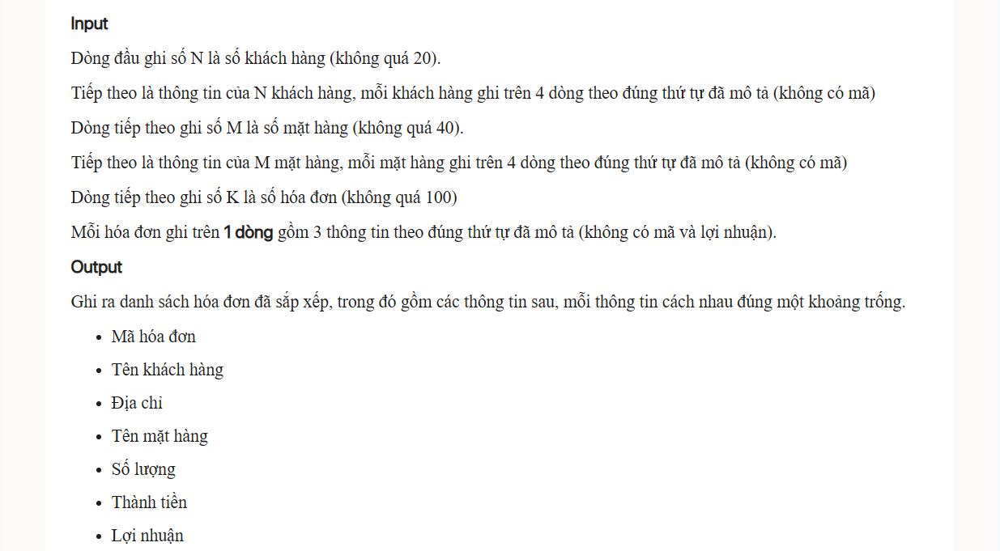 Input
Dòng đầu ghi số N là số khách hàng (không quá 20).
Tiếp theo là thông tin của N khách hàng, mỗi khách hàng ghi trên 4 dòng theo đúng thứ tự đã mô tả (không có mã)
Dòng tiếp theo ghi số M là số mặt hàng (không quá 40).
Tiếp theo là thông tin của M mặt hàng, mỗi mặt hàng ghi trên 4 dòng theo đúng thứ tự đã mô tả (không có mã)
Dòng tiếp theo ghi số K là số hóa đơn (không quá 100)
Mỗi hóa đơn ghi trên 1 dòng gồm 3 thông tin theo đúng thứ tự đã mô tả (không có mã và lợi nhuận).
Output
Ghi ra danh sách hóa đơn đã sắp xếp, trong đó gồm các thông tin sau, mỗi thông tin cách nhau đúng một khoảng trống.
• Mã hóa đơn
• Tên khách hàng
• Địa chỉ
• Tên mặt hàng
• Số lượng
• Thành tiền
• Lợi nhuận